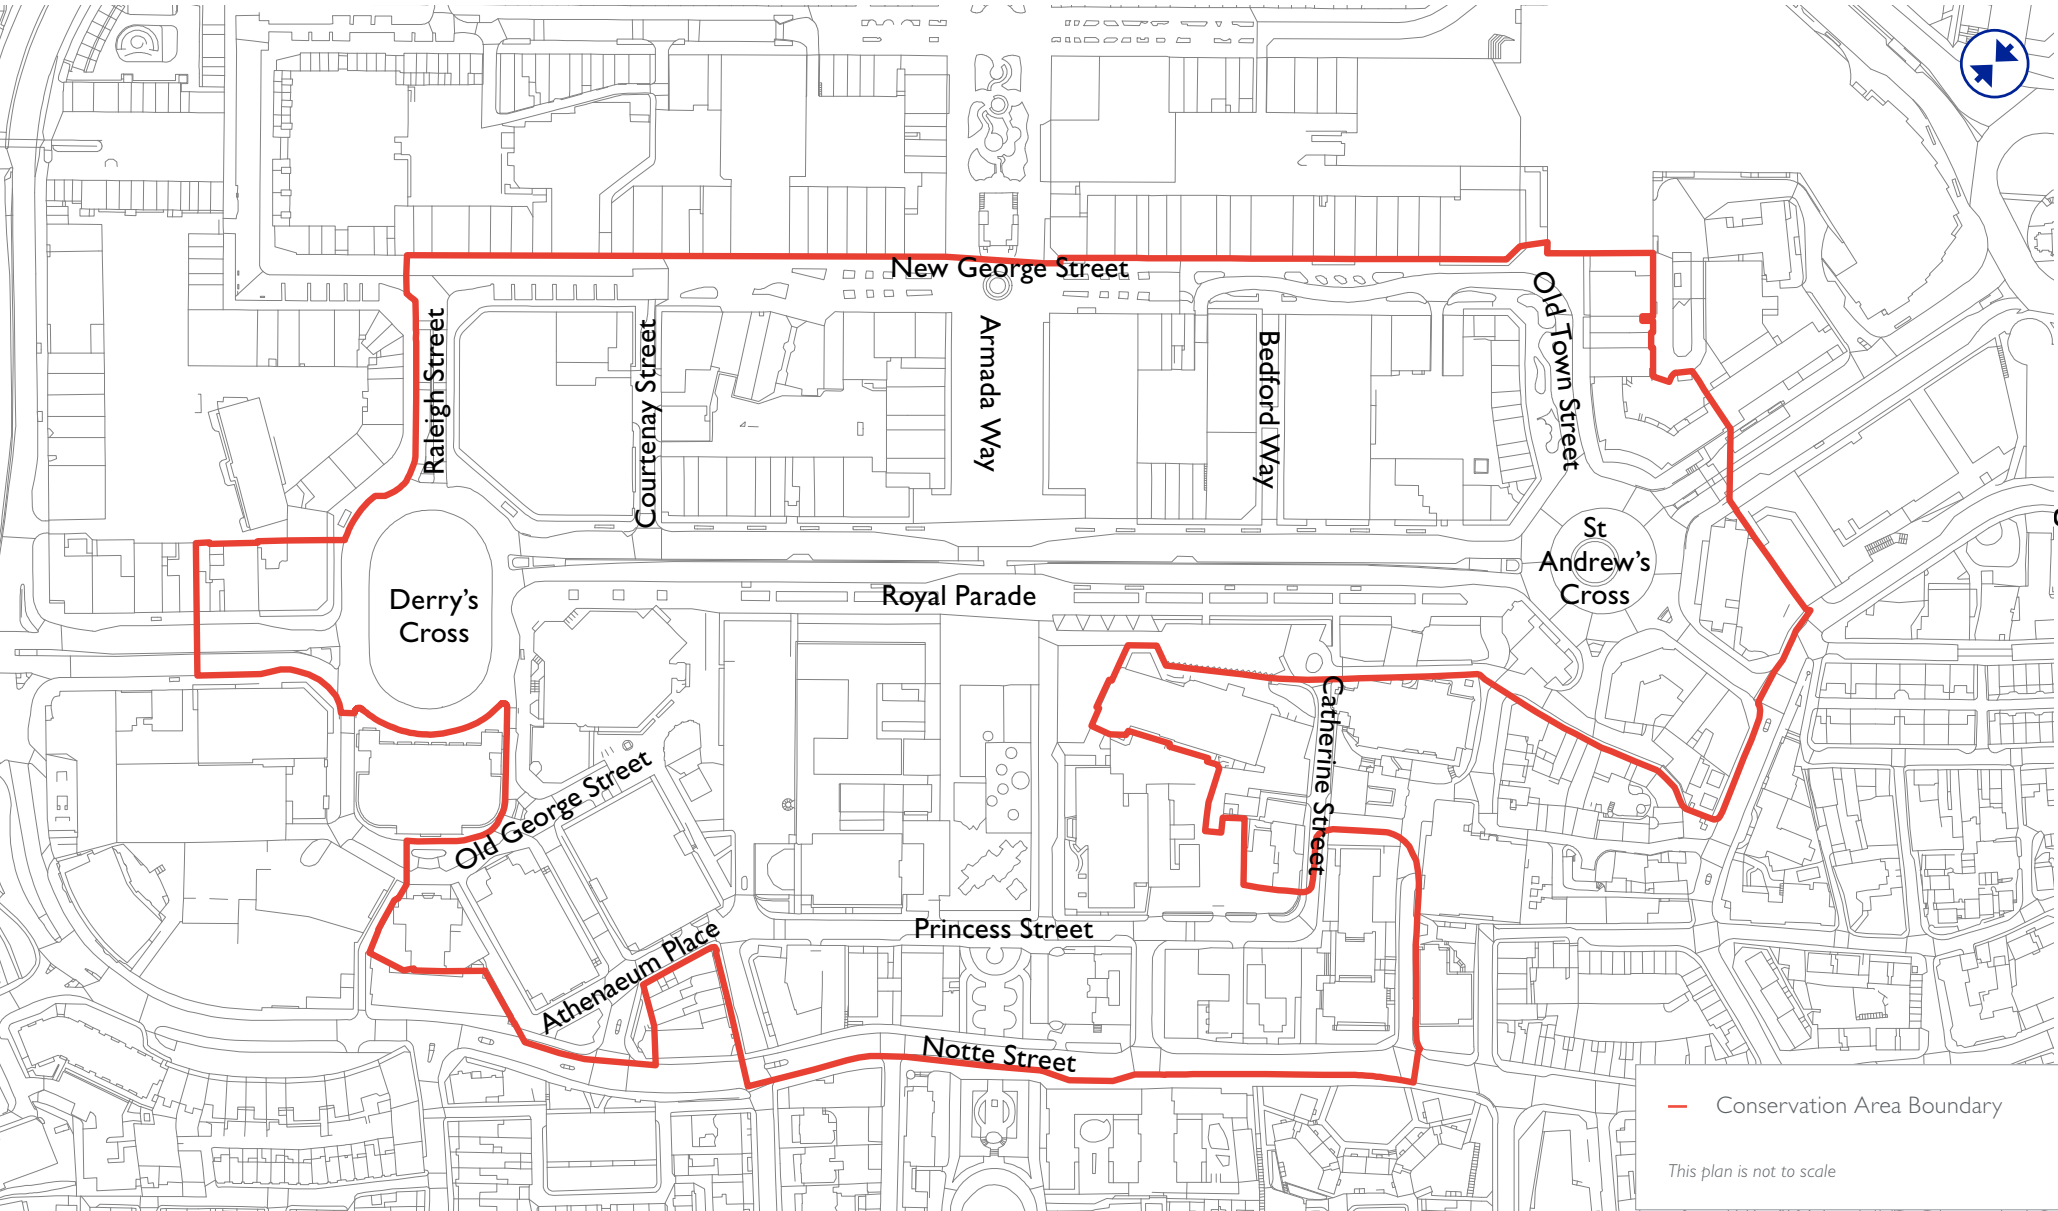 New George Street
Old Town Street
Raleigh Street
Courtenay Street
Armada Way
Bedford Way
St
Andrew's
Cross
Derry's
Cross
Royal Parade
Catherine Street
Old George Street
Princess Street
Athenaeum Place
Notte Street
Conservation Area Boundary
This plan is not to scale